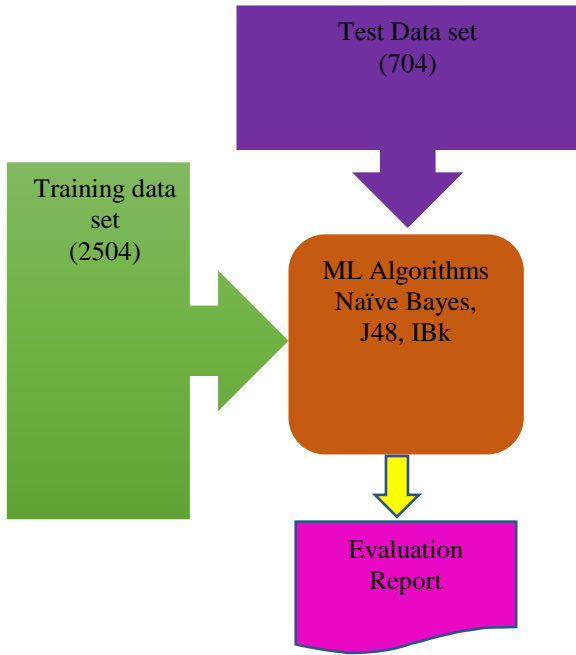 Test Data set
(704)
Training data
set
(2504)
ML Algorithms
Naïve Bayes,
J48, IBk
Evaluation
Report